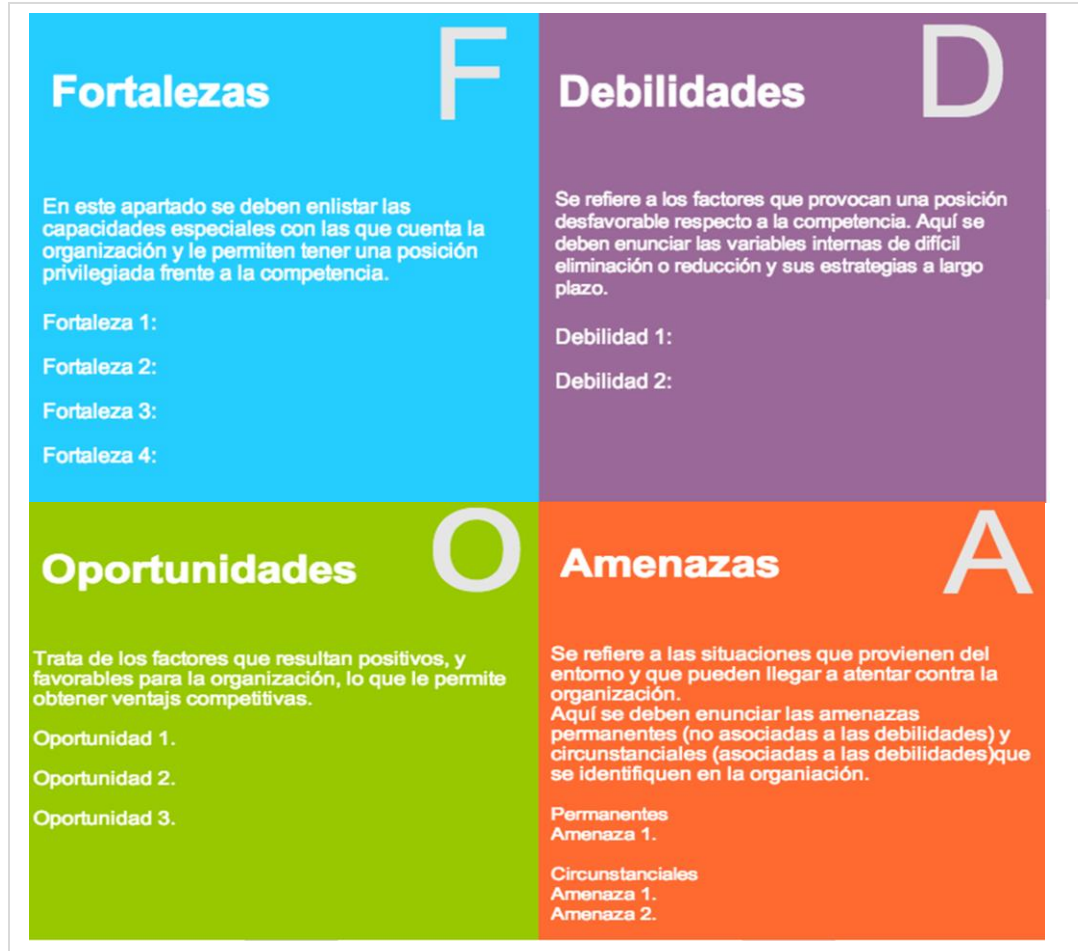 F
Fortalezas
En este apartado se deben enlistar las
capacidades especiales con las que cuenta la
organización y le permiten tener una posición
privilegiada frente a la competencia.
Fortaleza 1:
Fortaleza 2:
Fortaleza 3:
Fortaleza 4:
D
Debilidades
Se refiere a los factores que provocan una posición
desfavorable respecto a la competencia. Aquí se
deben enunciar las variables internas de difícil
eliminación o reducción y sus estrategias a largo
plazo.
Debilidad 1:
Debilidad 2:
O
Oportunidades
Trata de los factores que resultan positivos, y
favorables para la organización, lo que le permite
obtener ventajs competitivas.
Oportunidad 1.
Oportunidad 2.
Oportunidad 3.
A
Amenazas
Se refiere a las situaciones que provienen del
entorno y que pueden llegar a atentar contra la
organización.
Aquí se deben enunciar las amenazas
permanentes (no asociadas a las debilidades) y
circunstanciales (asociadas a las debilidades)que
se identifiquen en la organiación.
Permanentes
Amenaza 1.
Circunstanciales
Amenaza 1.
Amenaza 2.